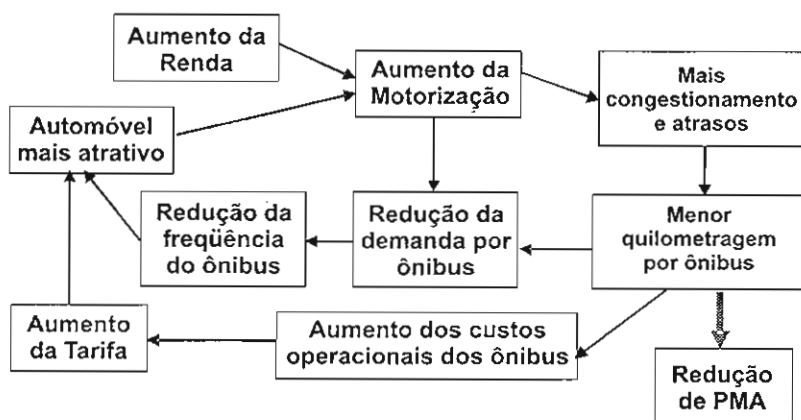 Aumento da
Renda
Aumento da
Motorização
Mais
congestionamento
e atrasos
Automóvel
mais atrativo
Redução da
freqüência
do ônibus
Redução da
demanda por
ônibus
Menor
quilometragem
por ônibus
Aumento
da Tarifa
Aumento dos custos
operacionais dos ônibus
Redução
de PMA